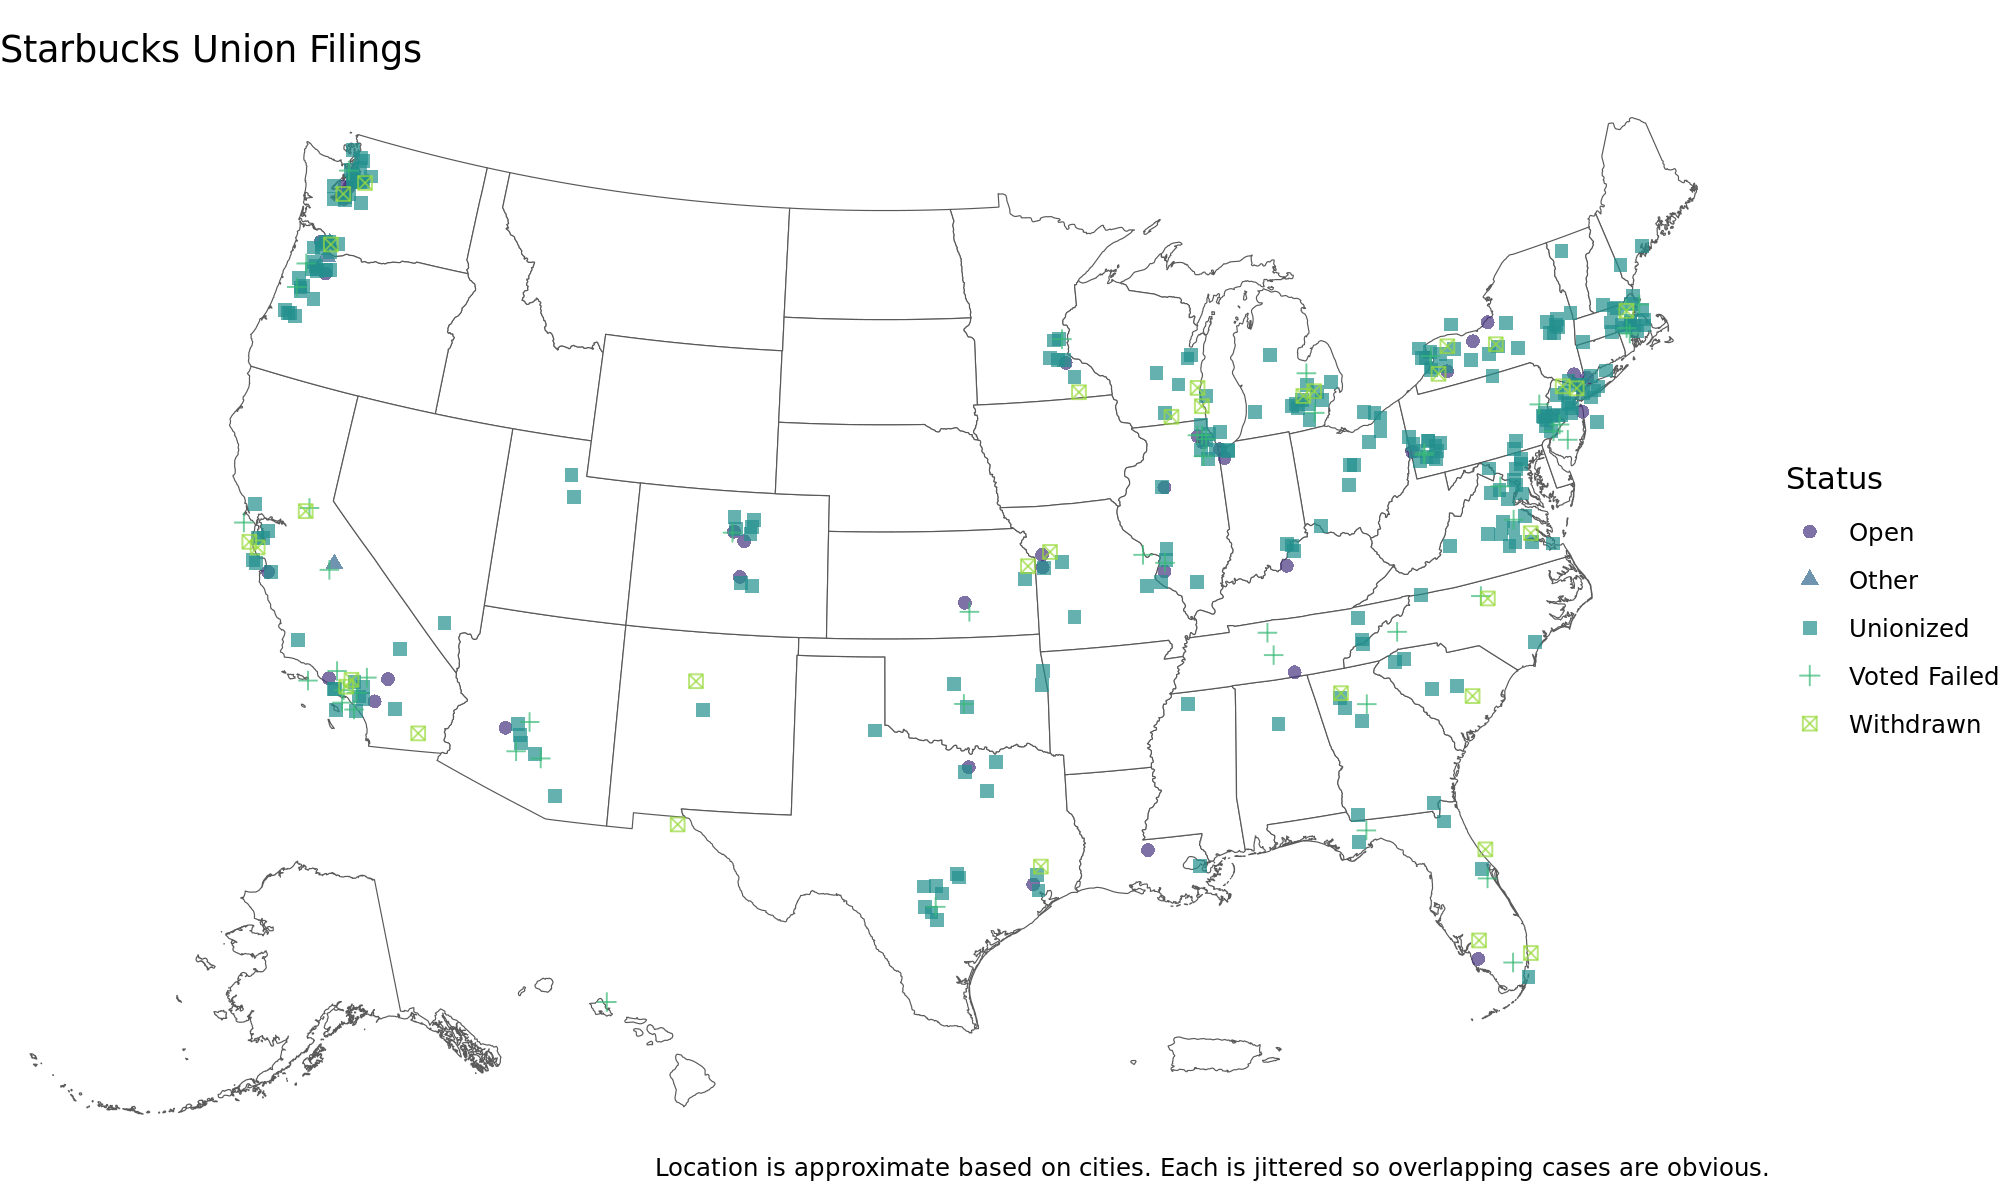 Starbucks Union Filings
Status
Open
Other
Unionized
Voted Failed
Withdrawn
Location is approximate based on cities. Each is jittered so overlapping cases are obvious.